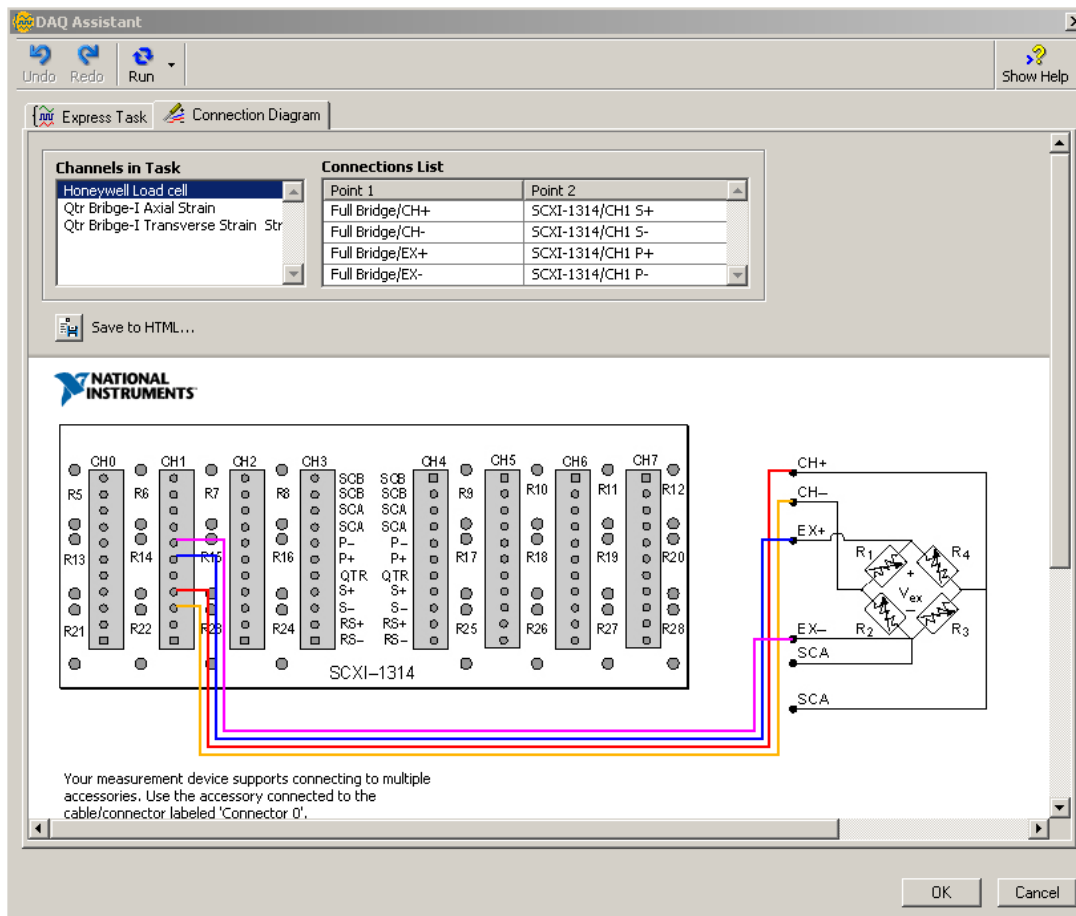 DAQ Assistant
Undo Redo Run Show Help
Express Task Connection Diagram
Channels in Task
Honeywell Load cell
Qtr Bribge-I Axial Strain
Qtr Bribge-I Transverse Strain Str
Connections List
Point 1 Point 2
Full Bridge/CH+ SCXI-1314/CH1 S+
Full Bridge/CH- SCXI-1314/CH1 S-
Full Bridge/EX+ SCXI-1314/CH1 P+
Full Bridge/EX- SCXI-1314/CH1 P-
Save to HTML...
NATIONAL
INSTRUMENTS
CH0 CH1 CH2 CH3 CH4 CH5 CH6 CH7
SCB SCB
R5 R6 R7 R8 SCB SCB R9 R10 R11 R12
SCA SCA
SCA SCA
P– P–
R13 R14 R15 R16 P+ P+ R17 R18 R19 R20
QTR QTR
S+ S+
S– S–
R21 R22 R23 R24 RS+ RS+ R25 R26 R27 R28
RS– RS–
SCXI–1314
CH+
CH–
EX+
R1 R4
+
Vex
–
R2 R3
EX–
SCA
SCA
Your measurement device supports connecting to multiple
accessories. Use the accessory connected to the
cable/connector labeled 'Connector 0'.
OK Cancel